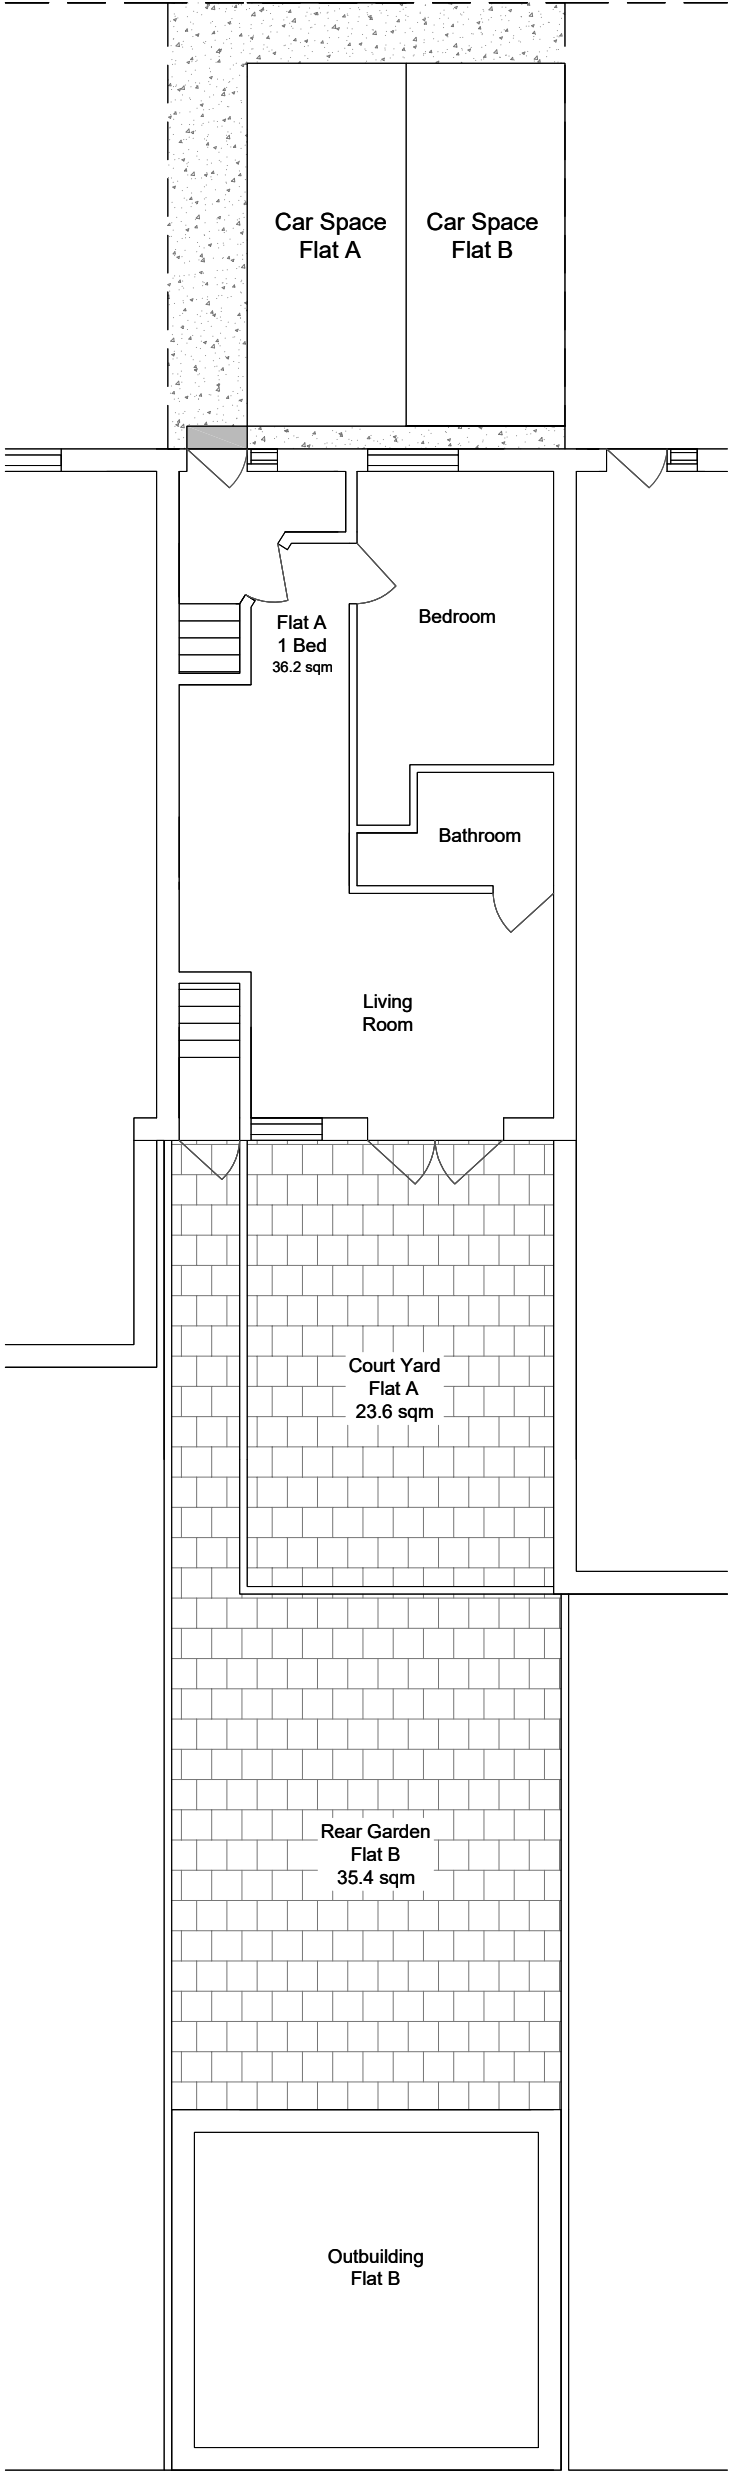 Car Space
Flat A
Car Space
Flat B
Flat A
1 Bed
36.2 sqm
Bedroom
Bathroom
Living
Room
Court Yard
Flat A
23.6 sqm
Rear Garden
Flat B
35.4 sqm
Outbuilding
Flat B